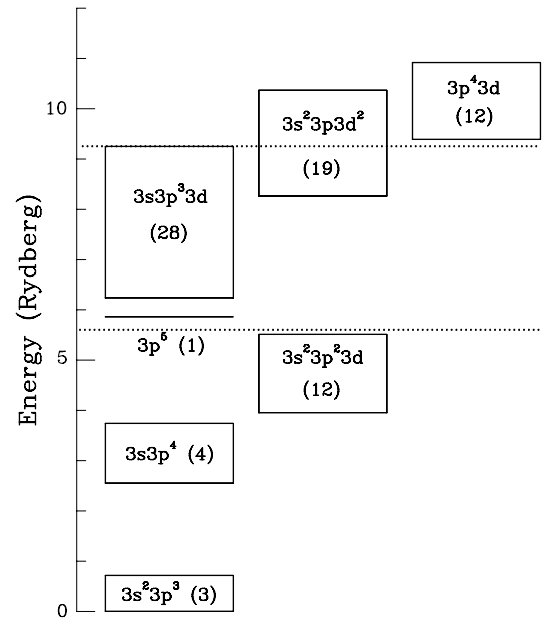 Energy (Rydberg)
10
5
0
3p⁴3d
(12)
3s²3p3d²
(19)
3s3p³3d
(28)
3p⁵ (1)
3s²3p²3d
(12)
3s3p⁴ (4)
3s²3p³ (3)